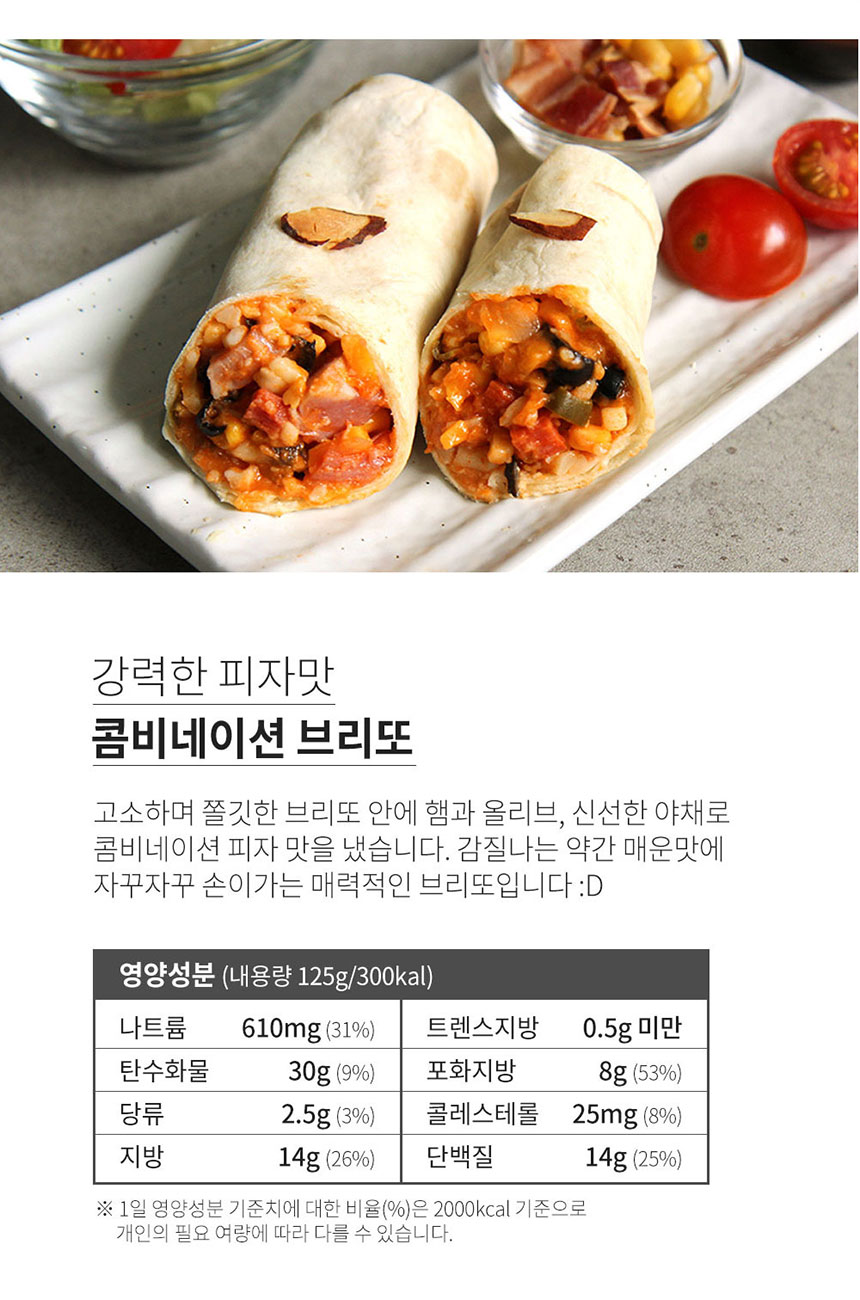 강력한 피자맛
콤비네이션 브리또
고소하며 쫄깃한 브리또 안에 햄과 올리브, 신선한 야채로
콤비네이션 피자 맛을 냈습니다. 감질나는 약간 매운맛에
자꾸자꾸 손이가는 매력적인 브리또입니다 :D
영양성분 (내용량 125g/300kal)
나트륨 610mg (31%) 트렌스지방 0.5g 미만
탄수화물 30g (9%) 포화지방 8g (53%)
당류 2.5g (3%) 콜레스테롤 25mg (8%)
지방 14g (26%) 단백질 14g (25%)
※ 1일 영양성분 기준치에 대한 비율(%)은 2000kcal 기준으로
개인의 필요 여량에 따라 다를 수 있습니다.